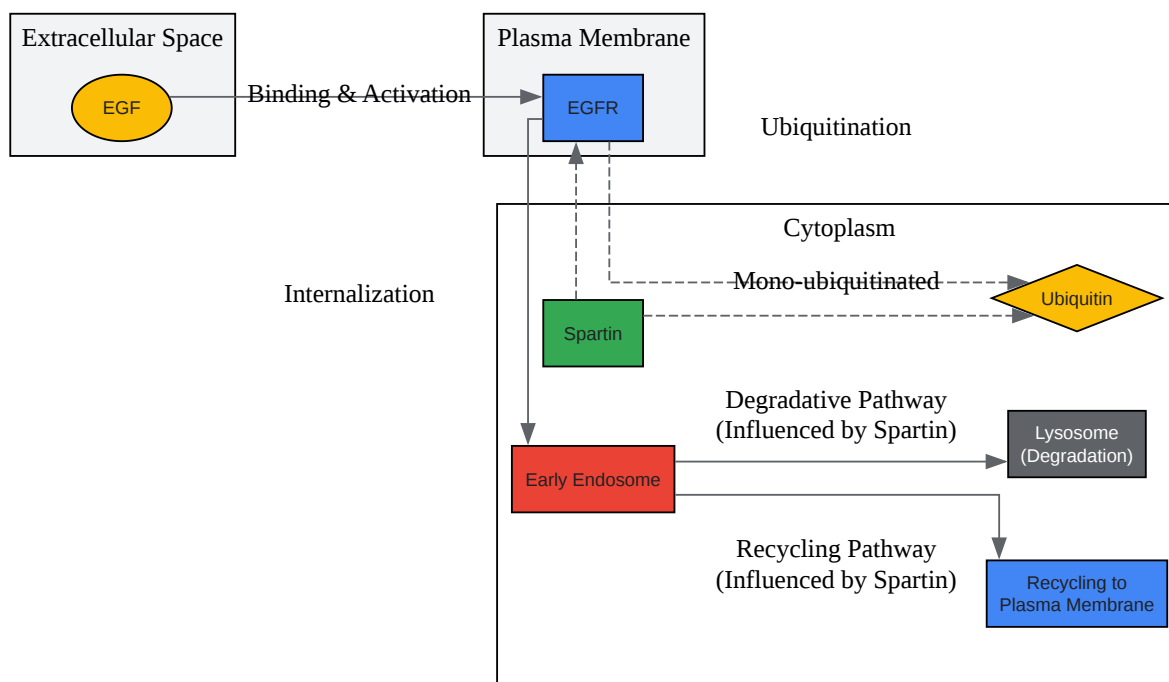 Extracellular Space
Plasma Membrane
EGF
Binding & Activation
EGFR
Ubiquitination
Cytoplasm
Mono-ubiquitinated
Internalization
Ubiquitin
Spartin
Degradative Pathway
(Influenced by Spartin)
Lysosome
(Degradation)
Early Endosome
Recycling Pathway
(Influenced by Spartin)
Recycling to
Plasma Membrane